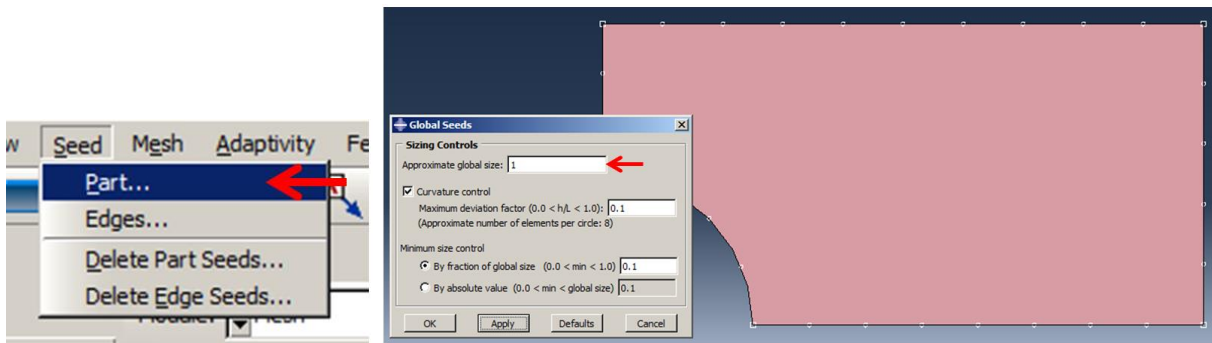 w Seed Mesh Adaptivity Fe
Part...
Edges...
Delete Part Seeds...
Delete Edge Seeds...
Global Seeds
Sizing Controls
Approximate global size: 1
Curvature control
Maximum deviation factor (0.0 < h/L < 1.0): 0.1
(Approximate number of elements per circle: 8)
Minimum size control
By fraction of global size (0.0 < min < 1.0) 0.1
By absolute value (0.0 < min < global size) 0.1
OK Apply Defaults Cancel